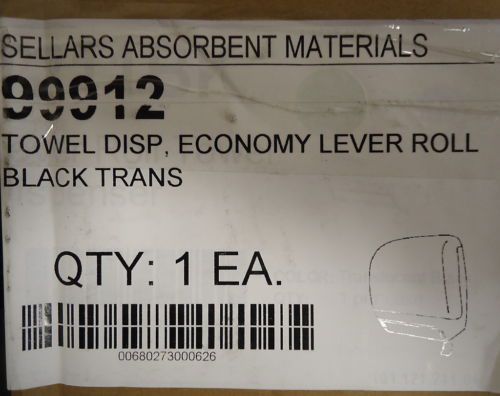 SELLARS ABSORBENT MATERIALS
99912
TOWEL DISP, ECONOMY LEVER ROLL
BLACK TRANS
QTY: 1 EA.
00680273000626